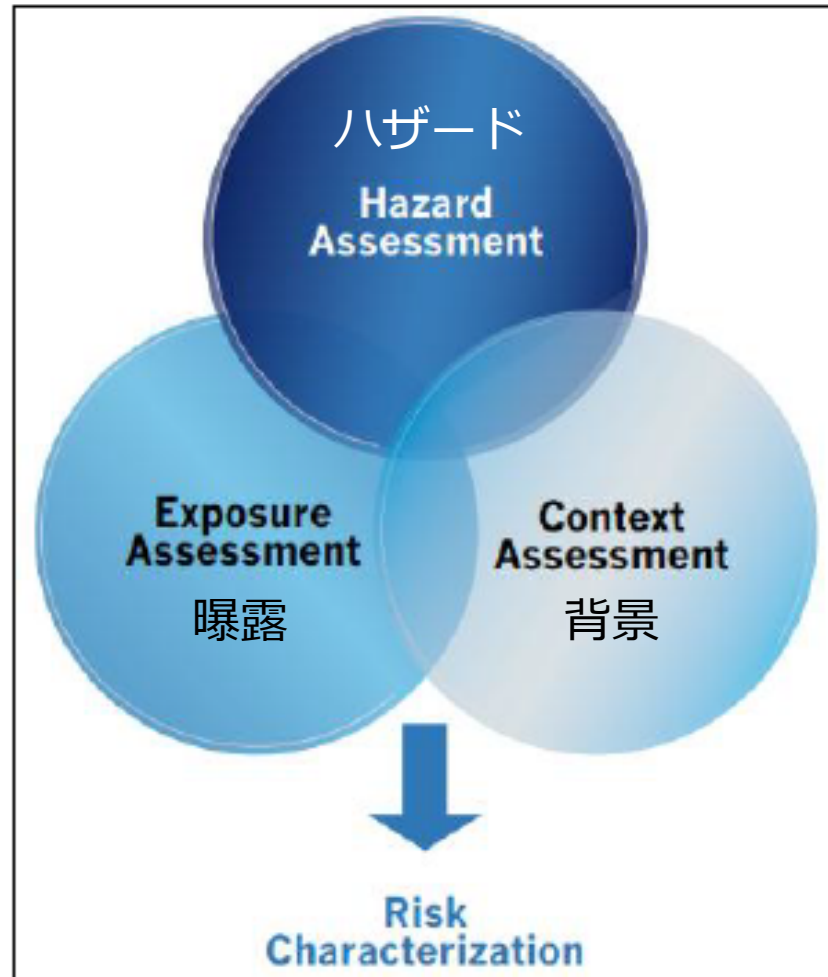 ハザード
Hazard
Assessment
Exposure
Assessment
曝露
Context
Assessment
背景
Risk
Characterization